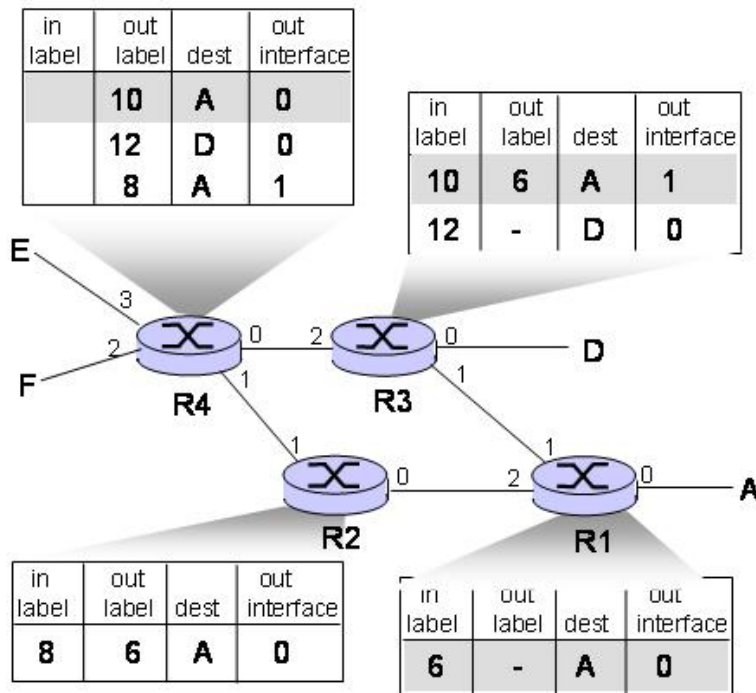 in label | out label | dest | out interface
10 | A | 0
12 | D | 0
8 | A | 1
in label | out label | dest | out interface
10 | 6 | A | 1
12 | - | D | 0
E
3
2
F
0
1
R4
2
0
1
R3
D
1
0
R2
1
2
0
R1
A
in label | out label | dest | out interface
8 | 6 | A | 0
in label | out label | dest | out interface
6 | - | A | 0